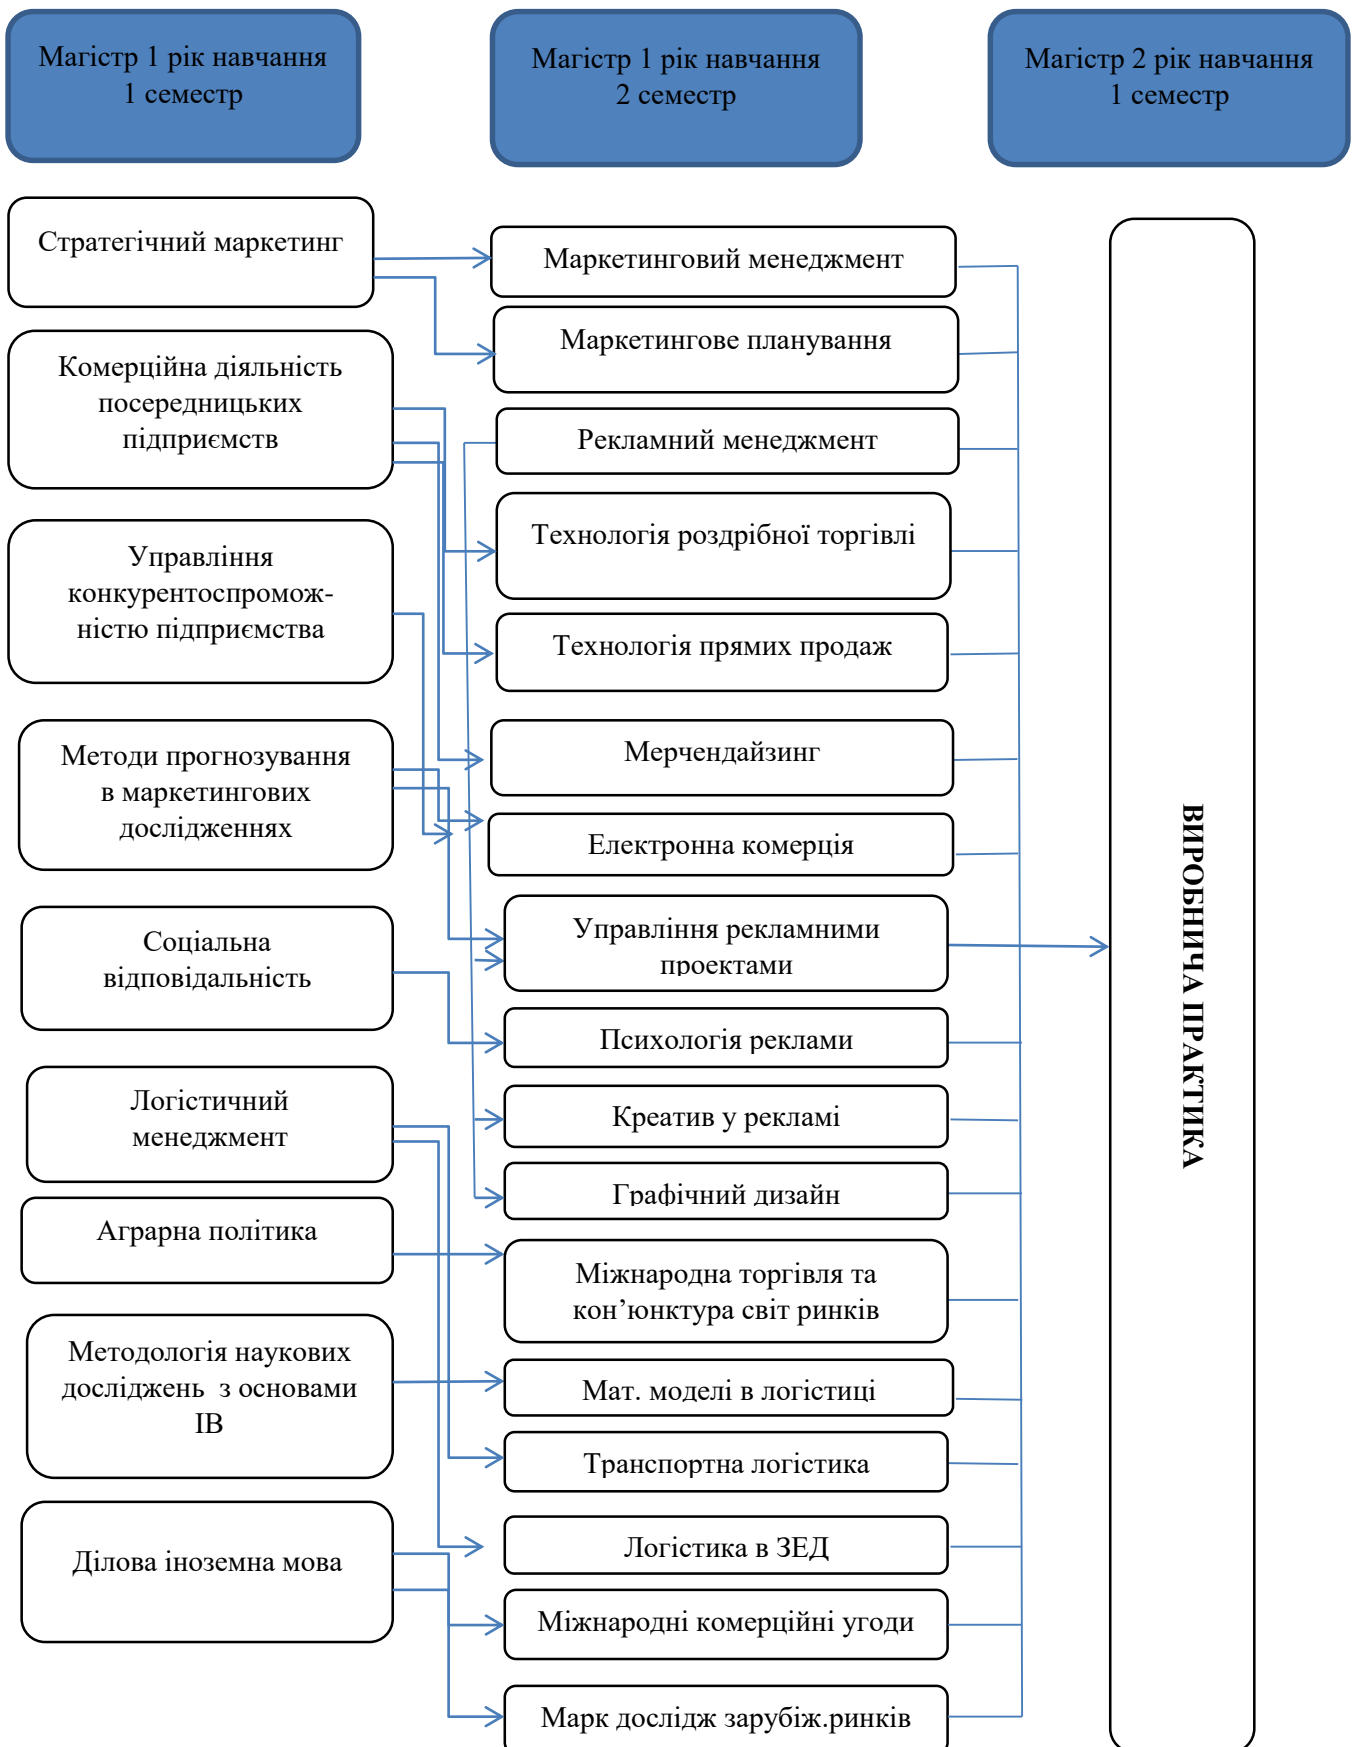 Магістр 1 рік навчання
1 семестр
Магістр 1 рік навчання
2 семестр
Магістр 2 рік навчання
1 семестр
Стратегічний маркетинг
Комерційна діяльність
посередницьких
підприємств
Управління
конкурентоспромож-
ністю підприємства
Методи прогнозування
в маркетингових
дослідженнях
Соціальна
відповідальність
Логістичний
менеджмент
Аграрна політика
Методологія наукових
досліджень з основами
ІВ
Ділова іноземна мова
Маркетинговий менеджмент
Маркетингове планування
Рекламний менеджмент
Технологія роздрібної торгівлі
Технологія прямих продаж
Мерчендайзинг
Електронна комерція
Управління рекламними
проектами
Психологія реклами
Креатив у рекламі
Графічний дизайн
Міжнародна торгівля та
кон’юнктура світ ринків
Мат. моделі в логістиці
Транспортна логістика
Логістика в ЗЕД
Міжнародні комерційні угоди
Марк дослідж зарубіж.ринків
ВИРОБНИЧА ПРАКТИКА